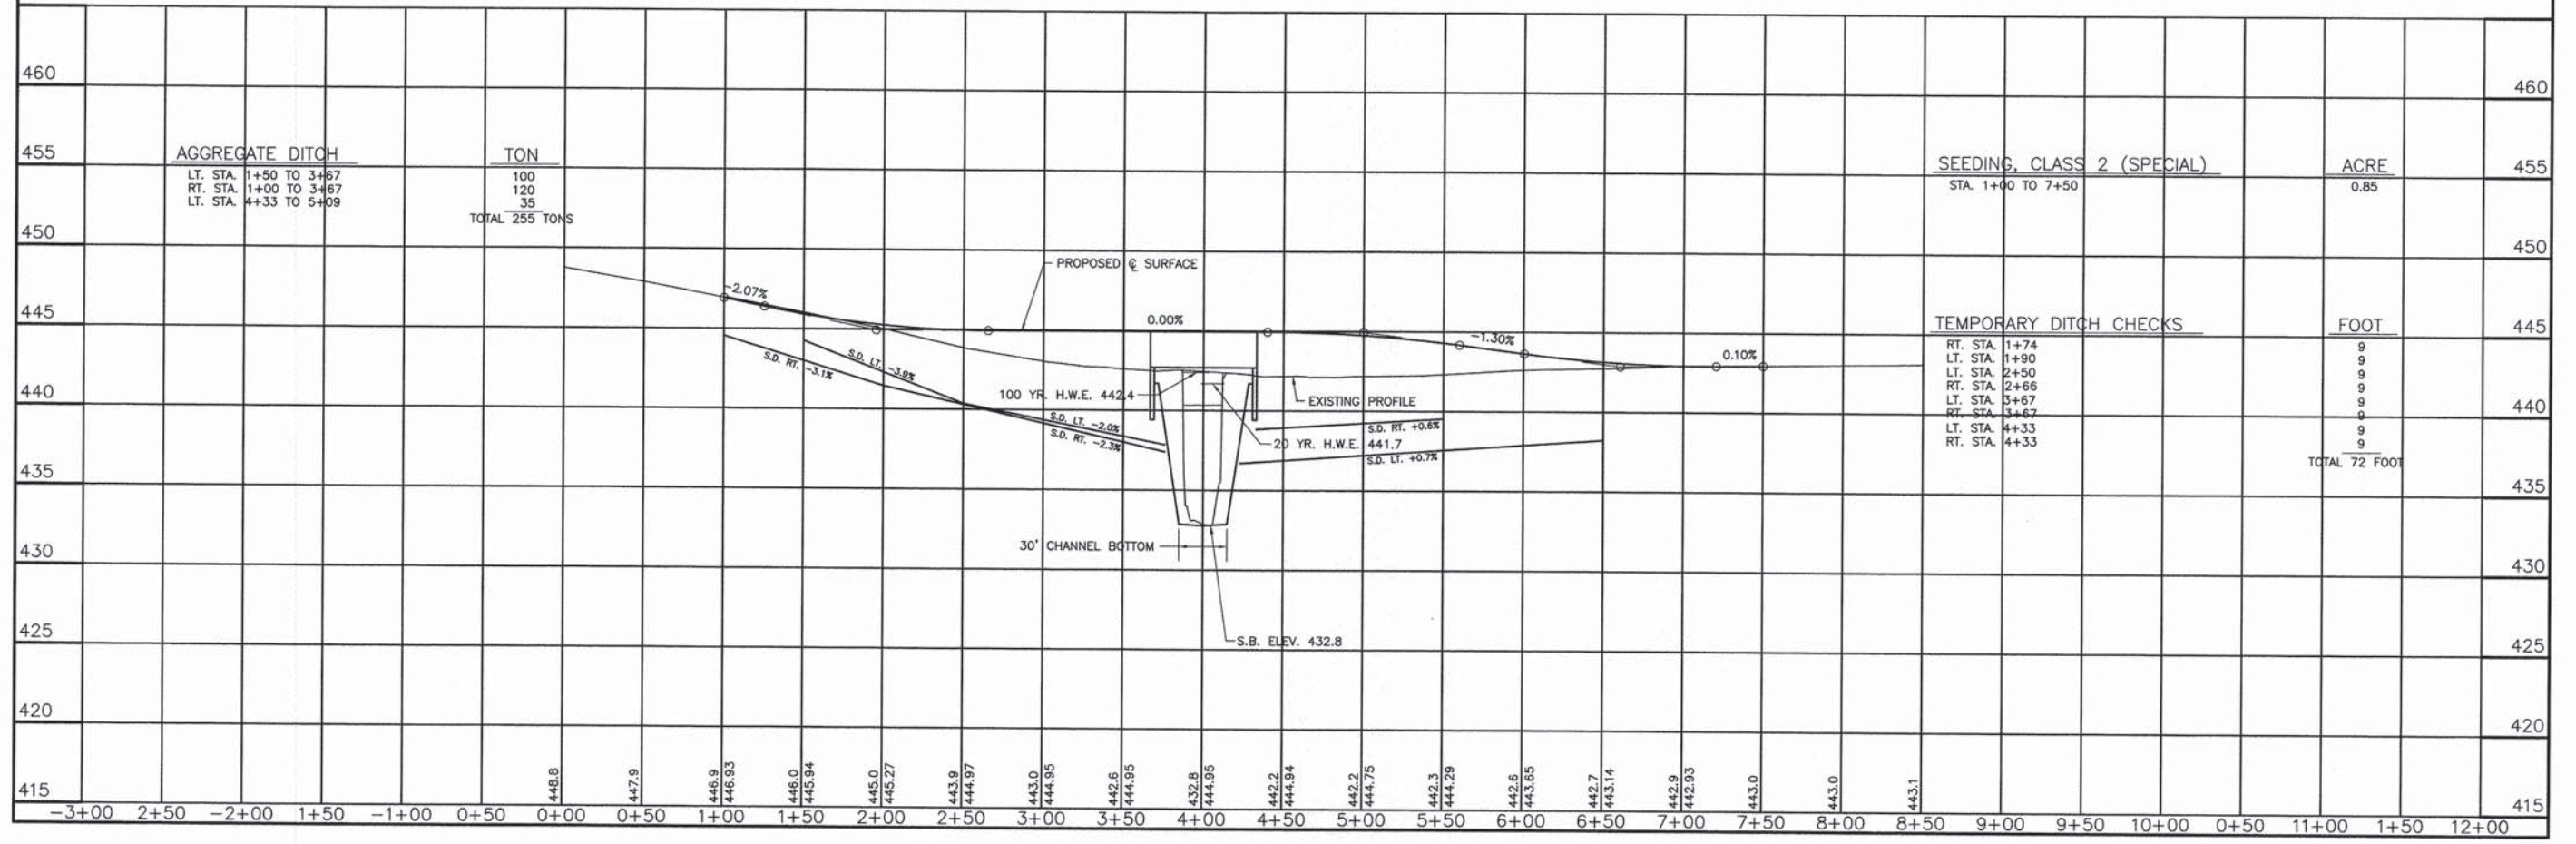 460
460
455
AGGREGATE DITCH TON
LT. STA. 1+50 TO 3+67 100
RT. STA. 1+00 TO 3+67 120
LT. STA. 4+33 TO 5+09 35
TOTAL 255 TONS
SEEDING, CLASS 2 (SPECIAL) ACRE
STA. 1+00 TO 7+50 0.85
455
450
450
PROPOSED ℄ SURFACE
-2.07%
0.00%
-1.30%
0.10%
445
445
TEMPORARY DITCH CHECKS FOOT
RT. STA. 1+74 9
LT. STA. 1+90 9
LT. STA. 2+50 9
RT. STA. 2+66 9
LT. STA. 3+67 9
RT. STA. 3+67 9
LT. STA. 4+33 9
RT. STA. 4+33 9
TOTAL 72 FOOT
S.D. RT. -3.1%
S.D. LT. -3.9%
100 YR. H.W.E. 442.4
EXISTING PROFILE
440
440
S.D. LT. -2.0%
S.D. RT. -2.3%
S.D. RT. +0.6%
20 YR. H.W.E. 441.7
S.D. LT. +0.7%
435
435
430
30' CHANNEL BOTTOM
430
425
S.B. ELEV. 432.8
425
420
420
448.8
447.9
446.9
446.93
446.0
445.94
445.0
445.27
443.9
444.97
443.0
444.95
442.6
444.95
432.8
444.95
442.2
444.94
442.2
444.75
442.3
444.29
442.6
443.65
442.7
443.14
442.9
442.93
443.0
443.0
443.1
415
415
-3+00 2+50 -2+00 1+50 -1+00 0+50 0+00 0+50 1+00 1+50 2+00 2+50 3+00 3+50 4+00 4+50 5+00 5+50 6+00 6+50 7+00 7+50 8+00 8+50 9+00 9+50 10+00 0+50 11+00 1+50 12+00